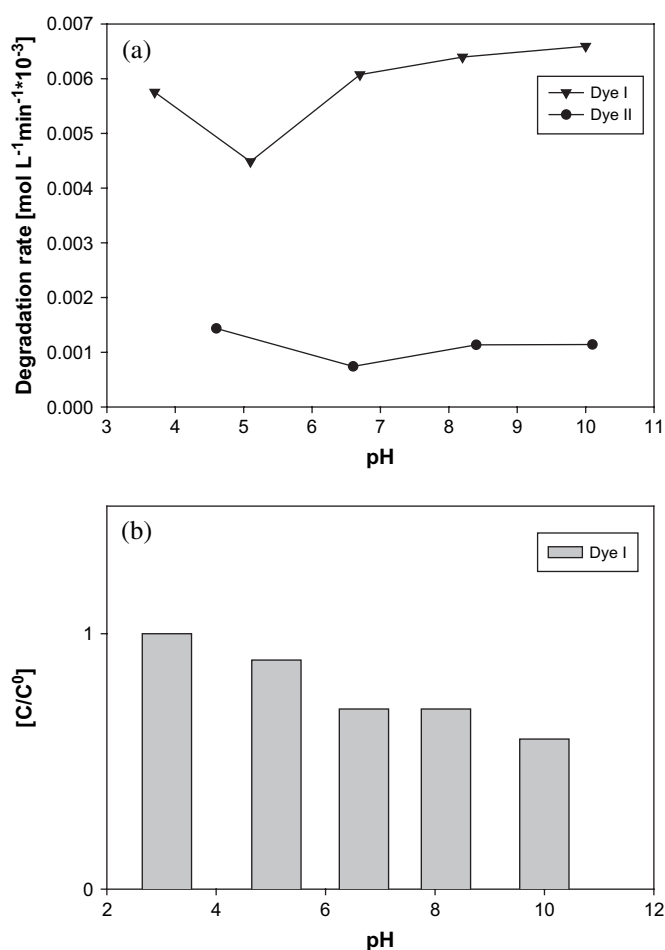 (a)
Degradation rate [mol L-1min-1*10-3]
0.007
0.006
0.005
0.004
0.003
0.002
0.001
0.000
Dye I
Dye II
3 4 5 6 7 8 9 10 11
pH
(b)
[C/C0]
1
0
Dye I
2 4 6 8 10 12
pH